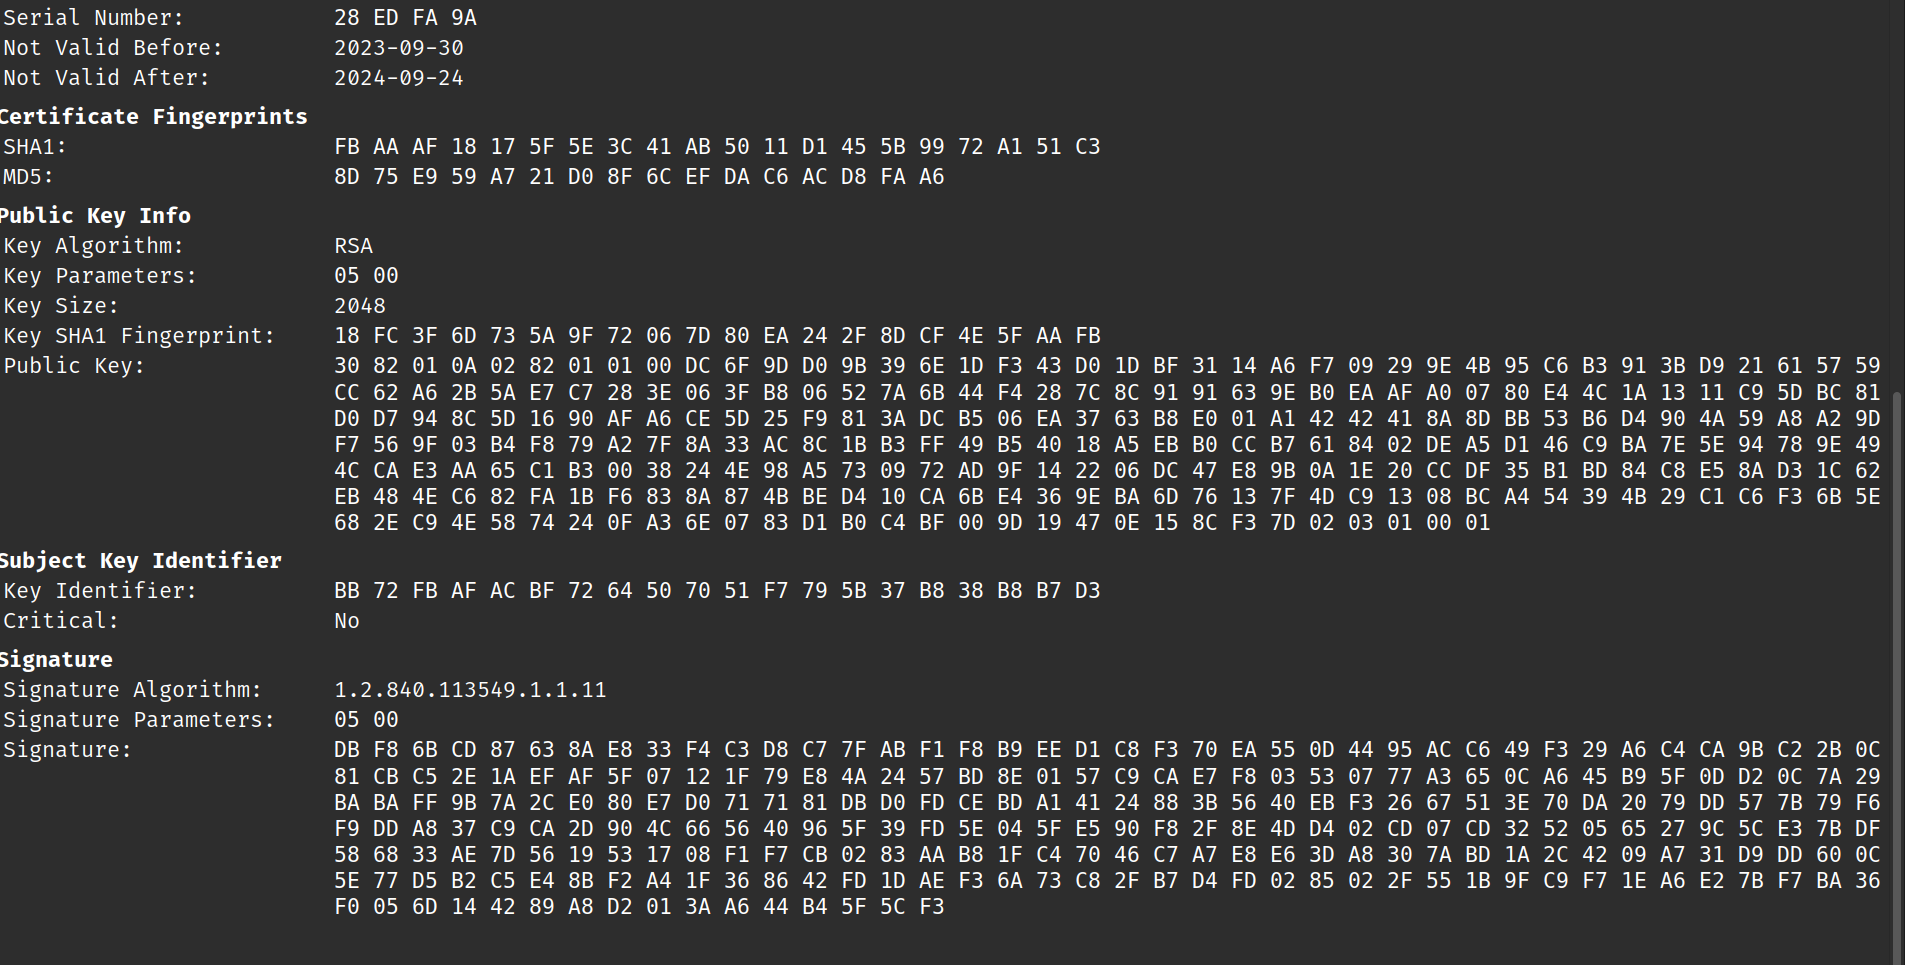 Serial Number: 28 ED FA 9A
Not Valid Before: 2023-09-30
Not Valid After: 2024-09-24
Certificate Fingerprints
SHA1: FB AA AF 18 17 5F 5E 3C 41 AB 50 11 D1 45 5B 99 72 A1 51 C3
MD5: 8D 75 E9 59 A7 21 D0 8F 6C EF DA C6 AC D8 FA A6
Public Key Info
Key Algorithm: RSA
Key Parameters: 05 00
Key Size: 2048
Key SHA1 Fingerprint: 18 FC 3F 6D 73 5A 9F 72 06 7D 80 EA 24 2F 8D CF 4E 5F AA FB
Public Key: 30 82 01 0A 02 82 01 01 00 DC 6F 9D D0 9B 39 6E 1D F3 43 D0 1D BF 31 14 A6 F7 09 29 9E 4B 95 C6 B3 91 3B D9 21 61 57 59
CC 62 A6 2B 5A E7 C7 28 3E 06 3F B8 06 52 7A 6B 44 F4 28 7C 8C 91 91 63 9E B0 EA AF A0 07 80 E4 4C 1A 13 11 C9 5D BC 81
D0 D7 94 8C 5D 16 90 AF A6 CE 5D 25 F9 81 3A DC B5 06 EA 37 63 B8 E0 01 A1 42 42 41 8A 8D BB 53 B6 D4 90 4A 59 A8 A2 9D
F7 56 9F 03 B4 F8 79 A2 7F 8A 33 AC 8C 1B B3 FF 49 B5 40 18 A5 EB B0 CC B7 61 84 02 DE A5 D1 46 C9 BA 7E 5E 94 78 9E 49
4C CA E3 AA 65 C1 B3 00 38 24 4E 98 A5 73 09 72 AD 9F 14 22 06 DC 47 E8 9B 0A 1E 20 CC DF 35 B1 BD 84 C8 E5 8A D3 1C 62
EB 48 4E C6 82 FA 1B F6 83 8A 87 4B BE D4 10 CA 6B E4 36 9E BA 6D 76 13 7F 4D C9 13 08 BC A4 54 39 4B 29 C1 C6 F3 6B 5E
68 2E C9 4E 58 74 24 0F A3 6E 07 83 D1 B0 C4 BF 00 9D 19 47 0E 15 8C F3 7D 02 03 01 00 01
Subject Key Identifier
Key Identifier: BB 72 FB AF AC BF 72 64 50 70 51 F7 79 5B 37 B8 38 B8 B7 D3
Critical: No
Signature
Signature Algorithm: 1.2.840.113549.1.1.11
Signature Parameters: 05 00
Signature: DB F8 6B CD 87 63 8A E8 33 F4 C3 D8 C7 7F AB F1 F8 B9 EE D1 C8 F3 70 EA 55 0D 44 95 AC C6 49 F3 29 A6 C4 CA 9B C2 2B 0C
81 CB C5 2E 1A EF AF 5F 07 12 1F 79 E8 4A 24 57 BD 8E 01 57 C9 CA E7 F8 03 53 07 77 A3 65 0C A6 45 B9 5F 0D D2 0C 7A 29
BA BA FF 9B 7A 2C E0 80 E7 D0 71 71 81 DB D0 FD CE BD A1 41 24 88 3B 56 40 EB F3 26 67 51 3E 70 DA 20 79 DD 57 7B 79 F6
F9 DD A8 37 C9 CA 2D 90 4C 66 56 40 96 5F 39 FD 5E 04 5F E5 90 F8 2F 8E 4D D4 02 CD 07 CD 32 52 05 65 27 9C 5C E3 7B DF
58 68 33 AE 7D 56 19 53 17 08 F1 F7 CB 02 83 AA B8 1F C4 70 46 C7 A7 E8 E6 3D A8 30 7A BD 1A 2C 42 09 A7 31 D9 DD 60 0C
5E 77 D5 B2 C5 E4 8B F2 A4 1F 36 86 42 FD 1D AE F3 6A 73 C8 2F B7 D4 FD 02 85 02 2F 55 1B 9F C9 F7 1E A6 E2 7B F7 BA 36
F0 05 6D 14 42 89 A8 D2 01 3A A6 44 B4 5F 5C F3